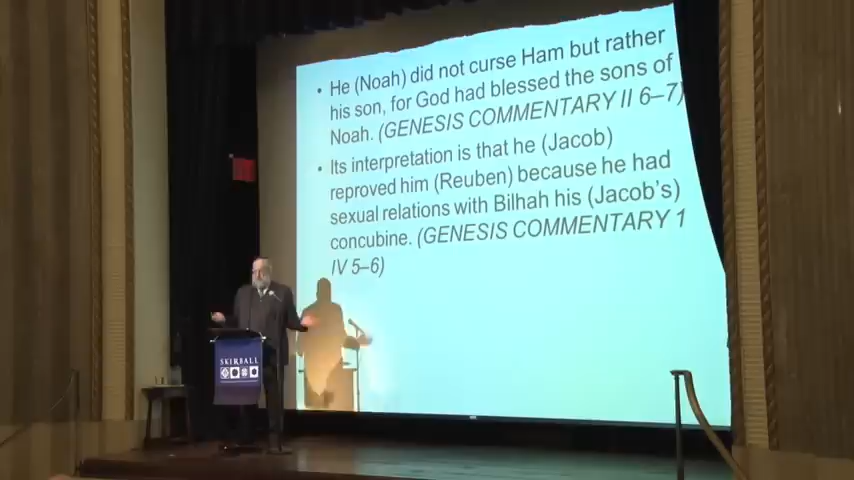 • He (Noah) did not curse Ham but rather
his son, for God had blessed the sons of
Noah. (GENESIS COMMENTARY II 6–7)
• Its interpretation is that he (Jacob)
reproved him (Reuben) because he had
sexual relations with Bilhah his (Jacob's)
concubine. (GENESIS COMMENTARY 1
IV 5–6)
SKIRBALL